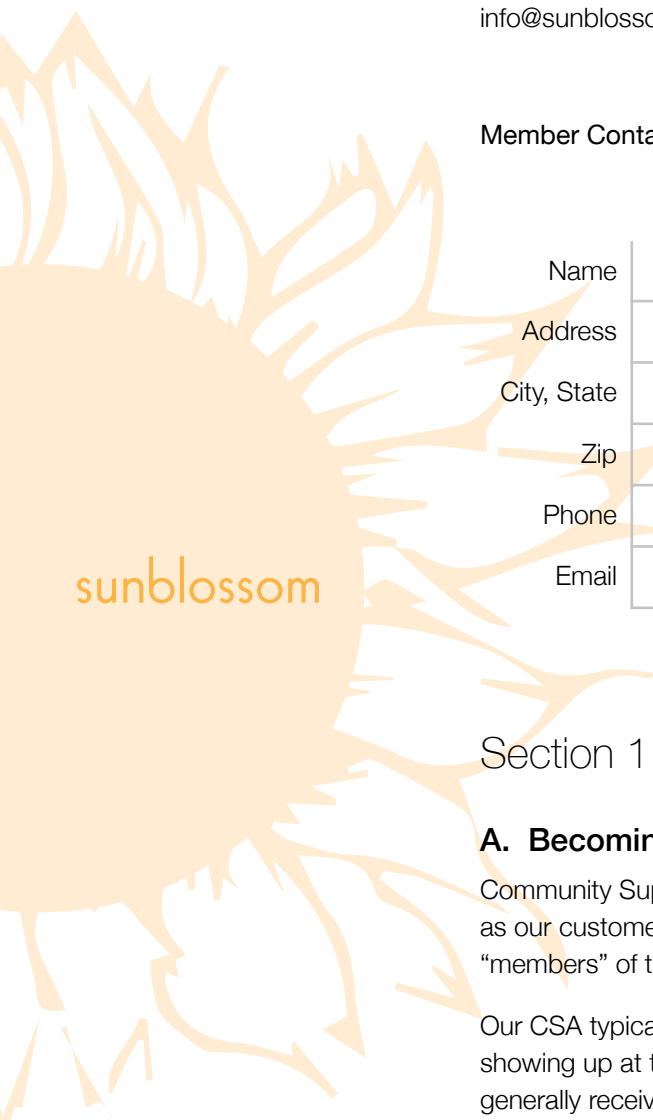 info@sunblosso
Member Conta
Name
Address
City, State
Zip
Phone
Email
sunblossom
Section 1
A. Becomin
Community Sup
as our custome
“members” of t
Our CSA typica
showing up at t
generally receiv